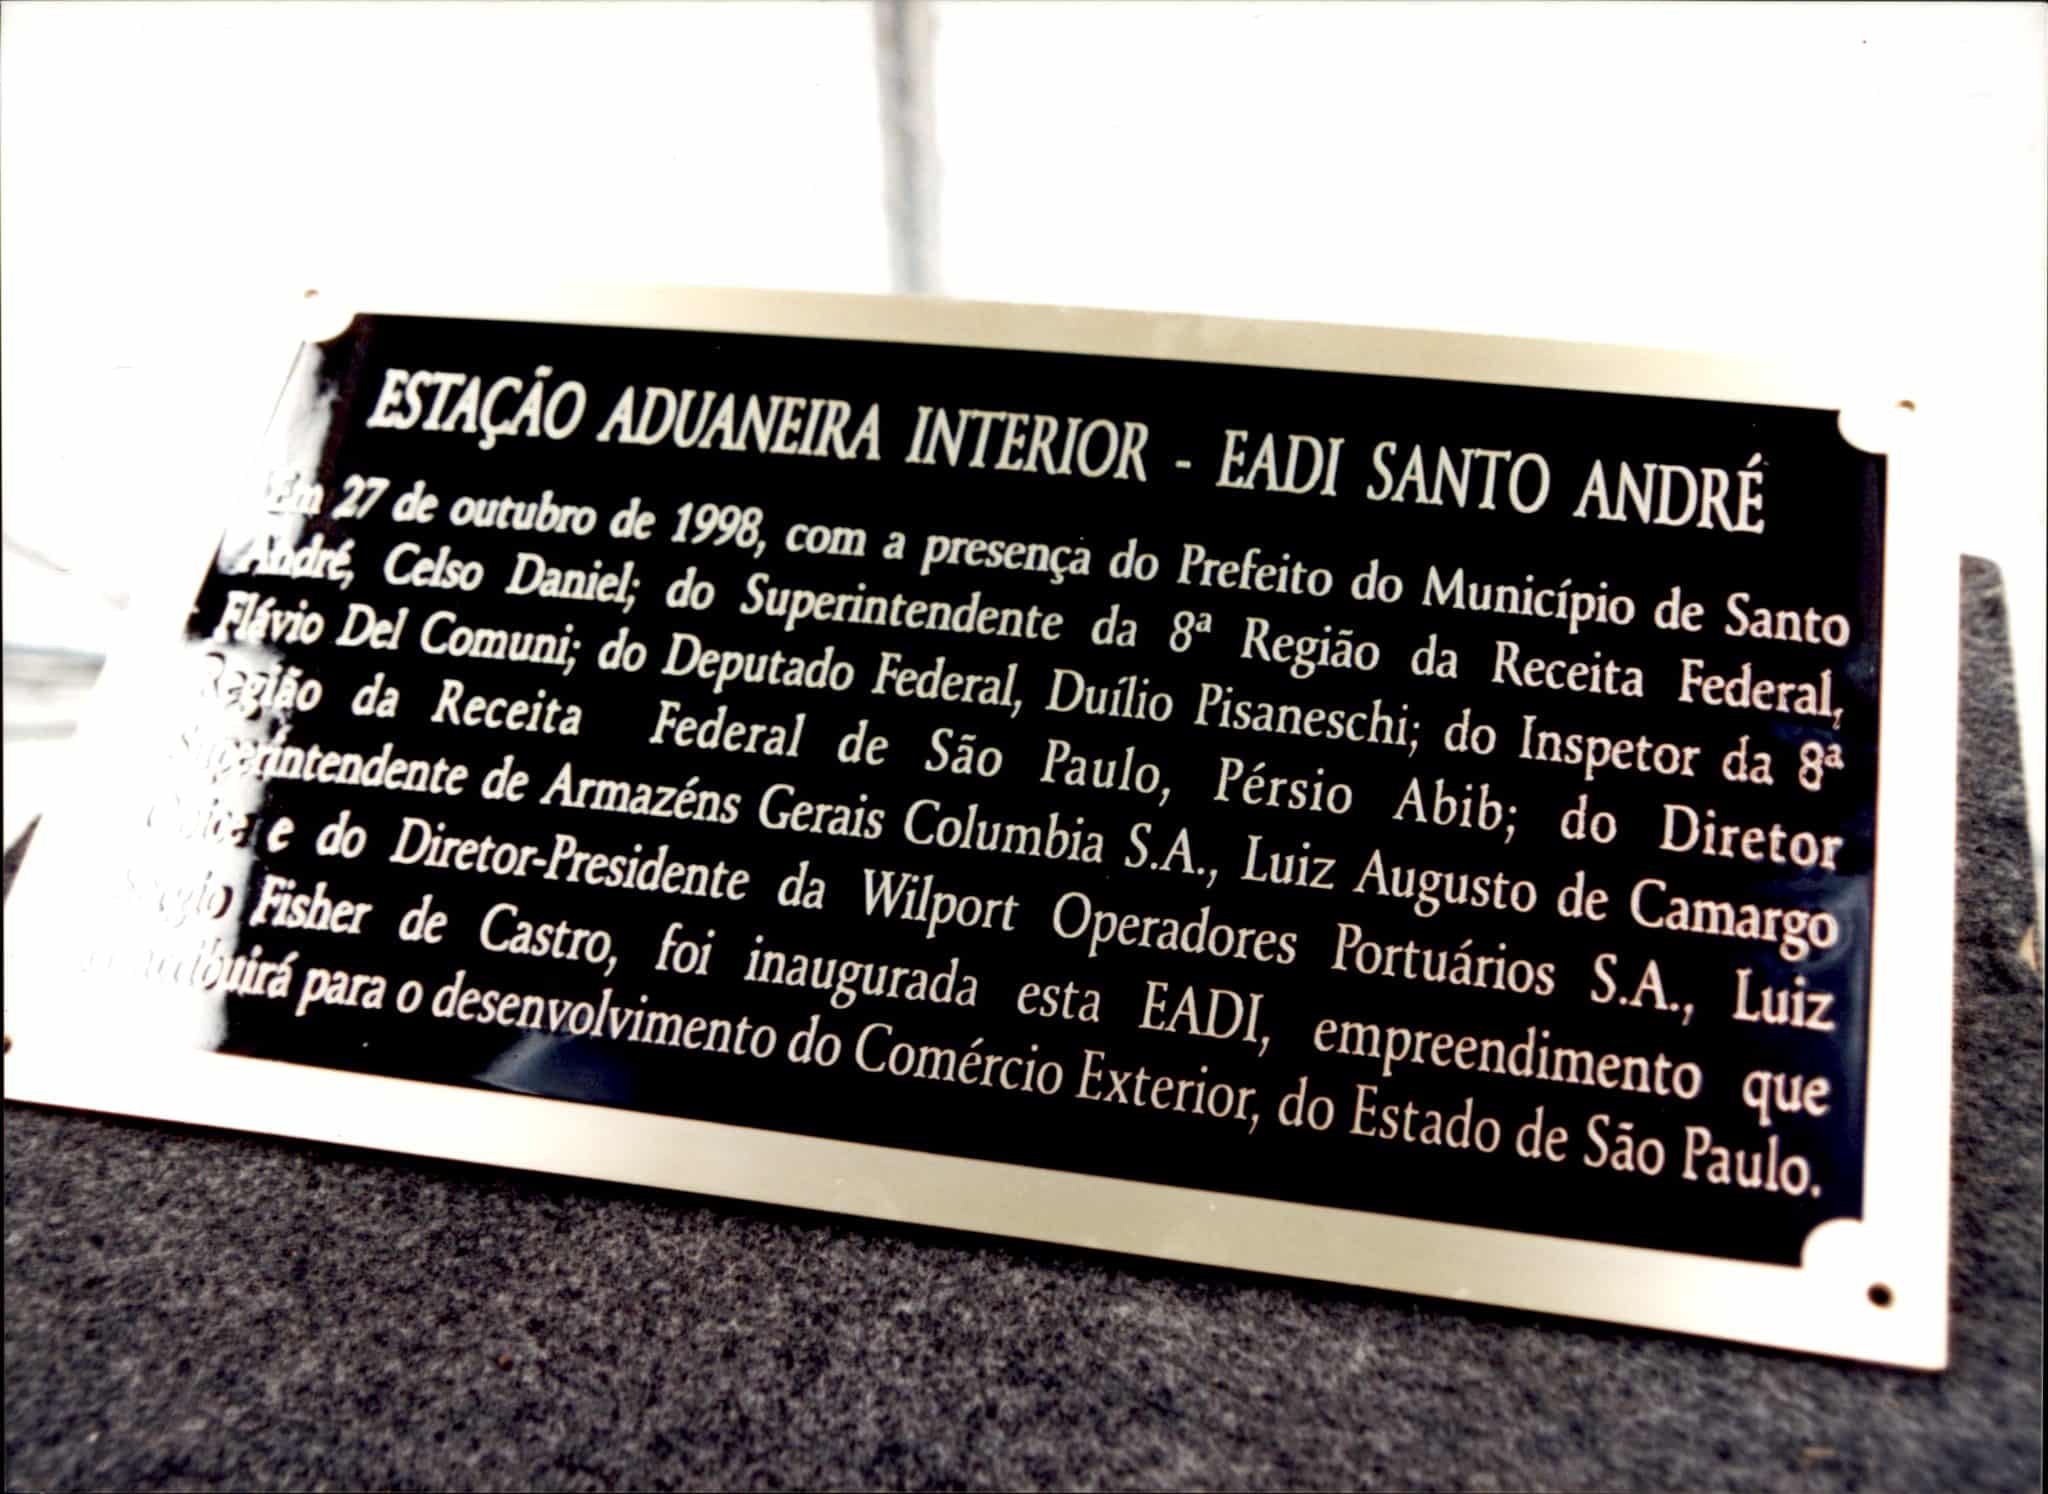 ESTAÇÃO ADUANEIRA INTERIOR - EADI SANTO ANDRÉ
Em 27 de outubro de 1998, com a presença do Prefeito do Município de Santo
André, Celso Daniel; do Superintendente da 8ª Região da Receita Federal,
Flávio Del Comuni; do Deputado Federal, Duílio Pisaneschi; do Inspetor da 8ª
Região da Receita Federal de São Paulo, Pérsio Abib; do Diretor
Superintendente de Armazéns Gerais Columbia S.A., Luiz Augusto de Camargo
e do Diretor-Presidente da Wilport Operadores Portuários S.A., Luiz
Sérgio Fisher de Castro, foi inaugurada esta EADI, empreendimento que
contribuirá para o desenvolvimento do Comércio Exterior, do Estado de São Paulo.